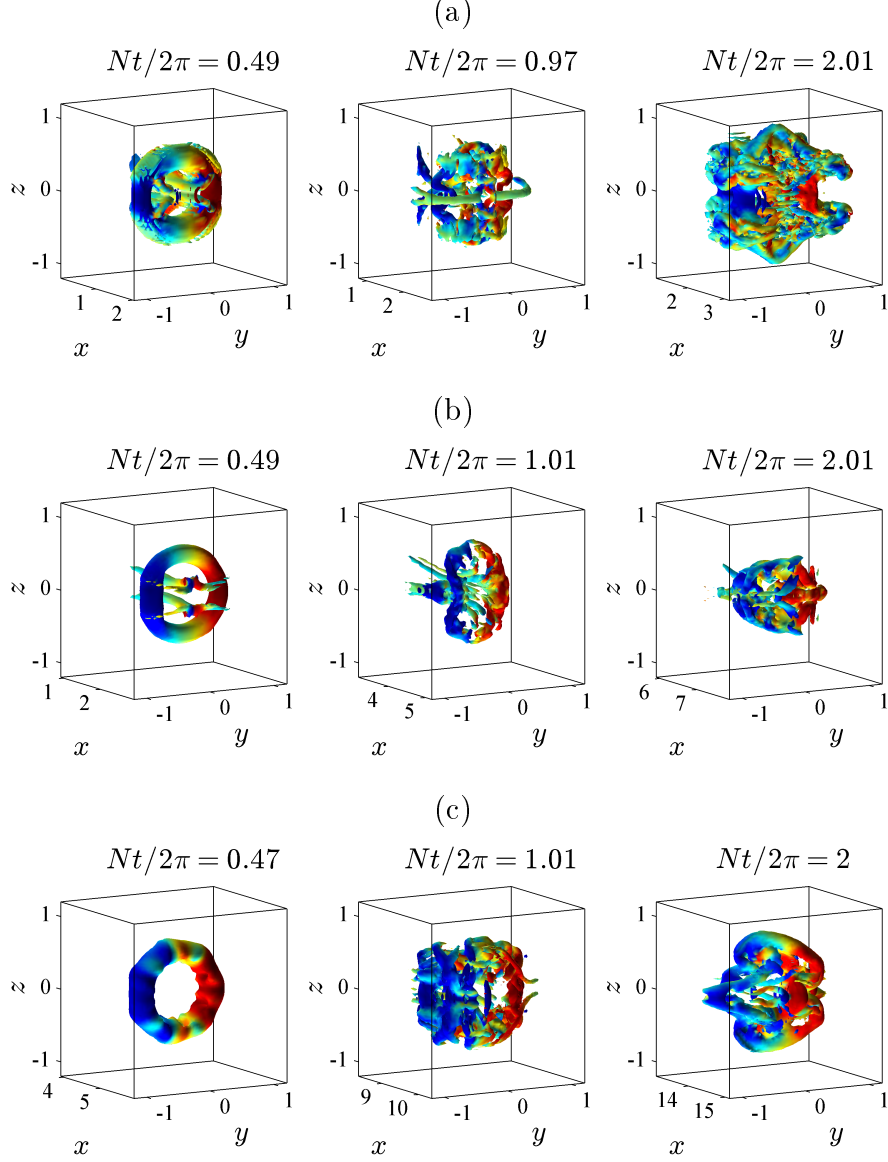 (a)
Nt/2π = 0.49 Nt/2π = 0.97 Nt/2π = 2.01
1 1 1
z 0 z 0 z 0
-1 -1 -1
1 2 -1 0 1 1 2 -1 0 1 2 3 -1 0 1
x y x y x y
(b)
Nt/2π = 0.49 Nt/2π = 1.01 Nt/2π = 2.01
1 1 1
z 0 z 0 z 0
-1 -1 -1
1 2 -1 0 1 4 5 -1 0 1 6 7 -1 0 1
x y x y x y
(c)
Nt/2π = 0.47 Nt/2π = 1.01 Nt/2π = 2
1 1 1
z 0 z 0 z 0
-1 -1 -1
4 5 -1 0 1 9 10 -1 0 1 14 15 -1 0 1
x y x y x y